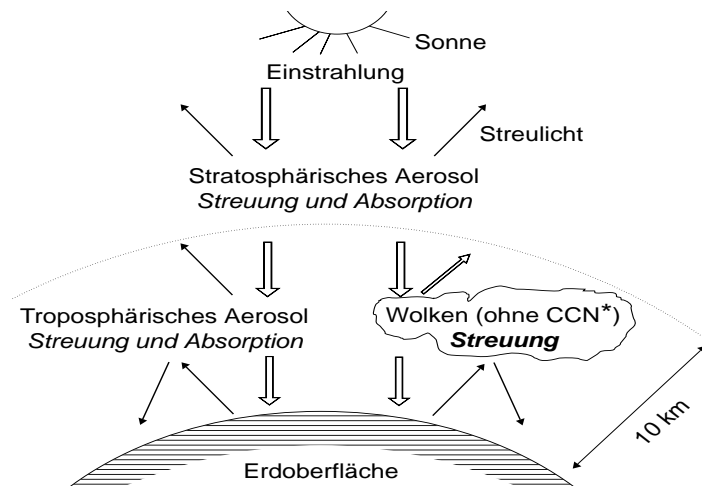 Sonne
Einstrahlung
Streulicht
Stratosphärisches Aerosol
Streuung und Absorption
Troposphärisches Aerosol
Streuung und Absorption
Wolken (ohne CCN*)
Streuung
10 km
Erdoberfläche